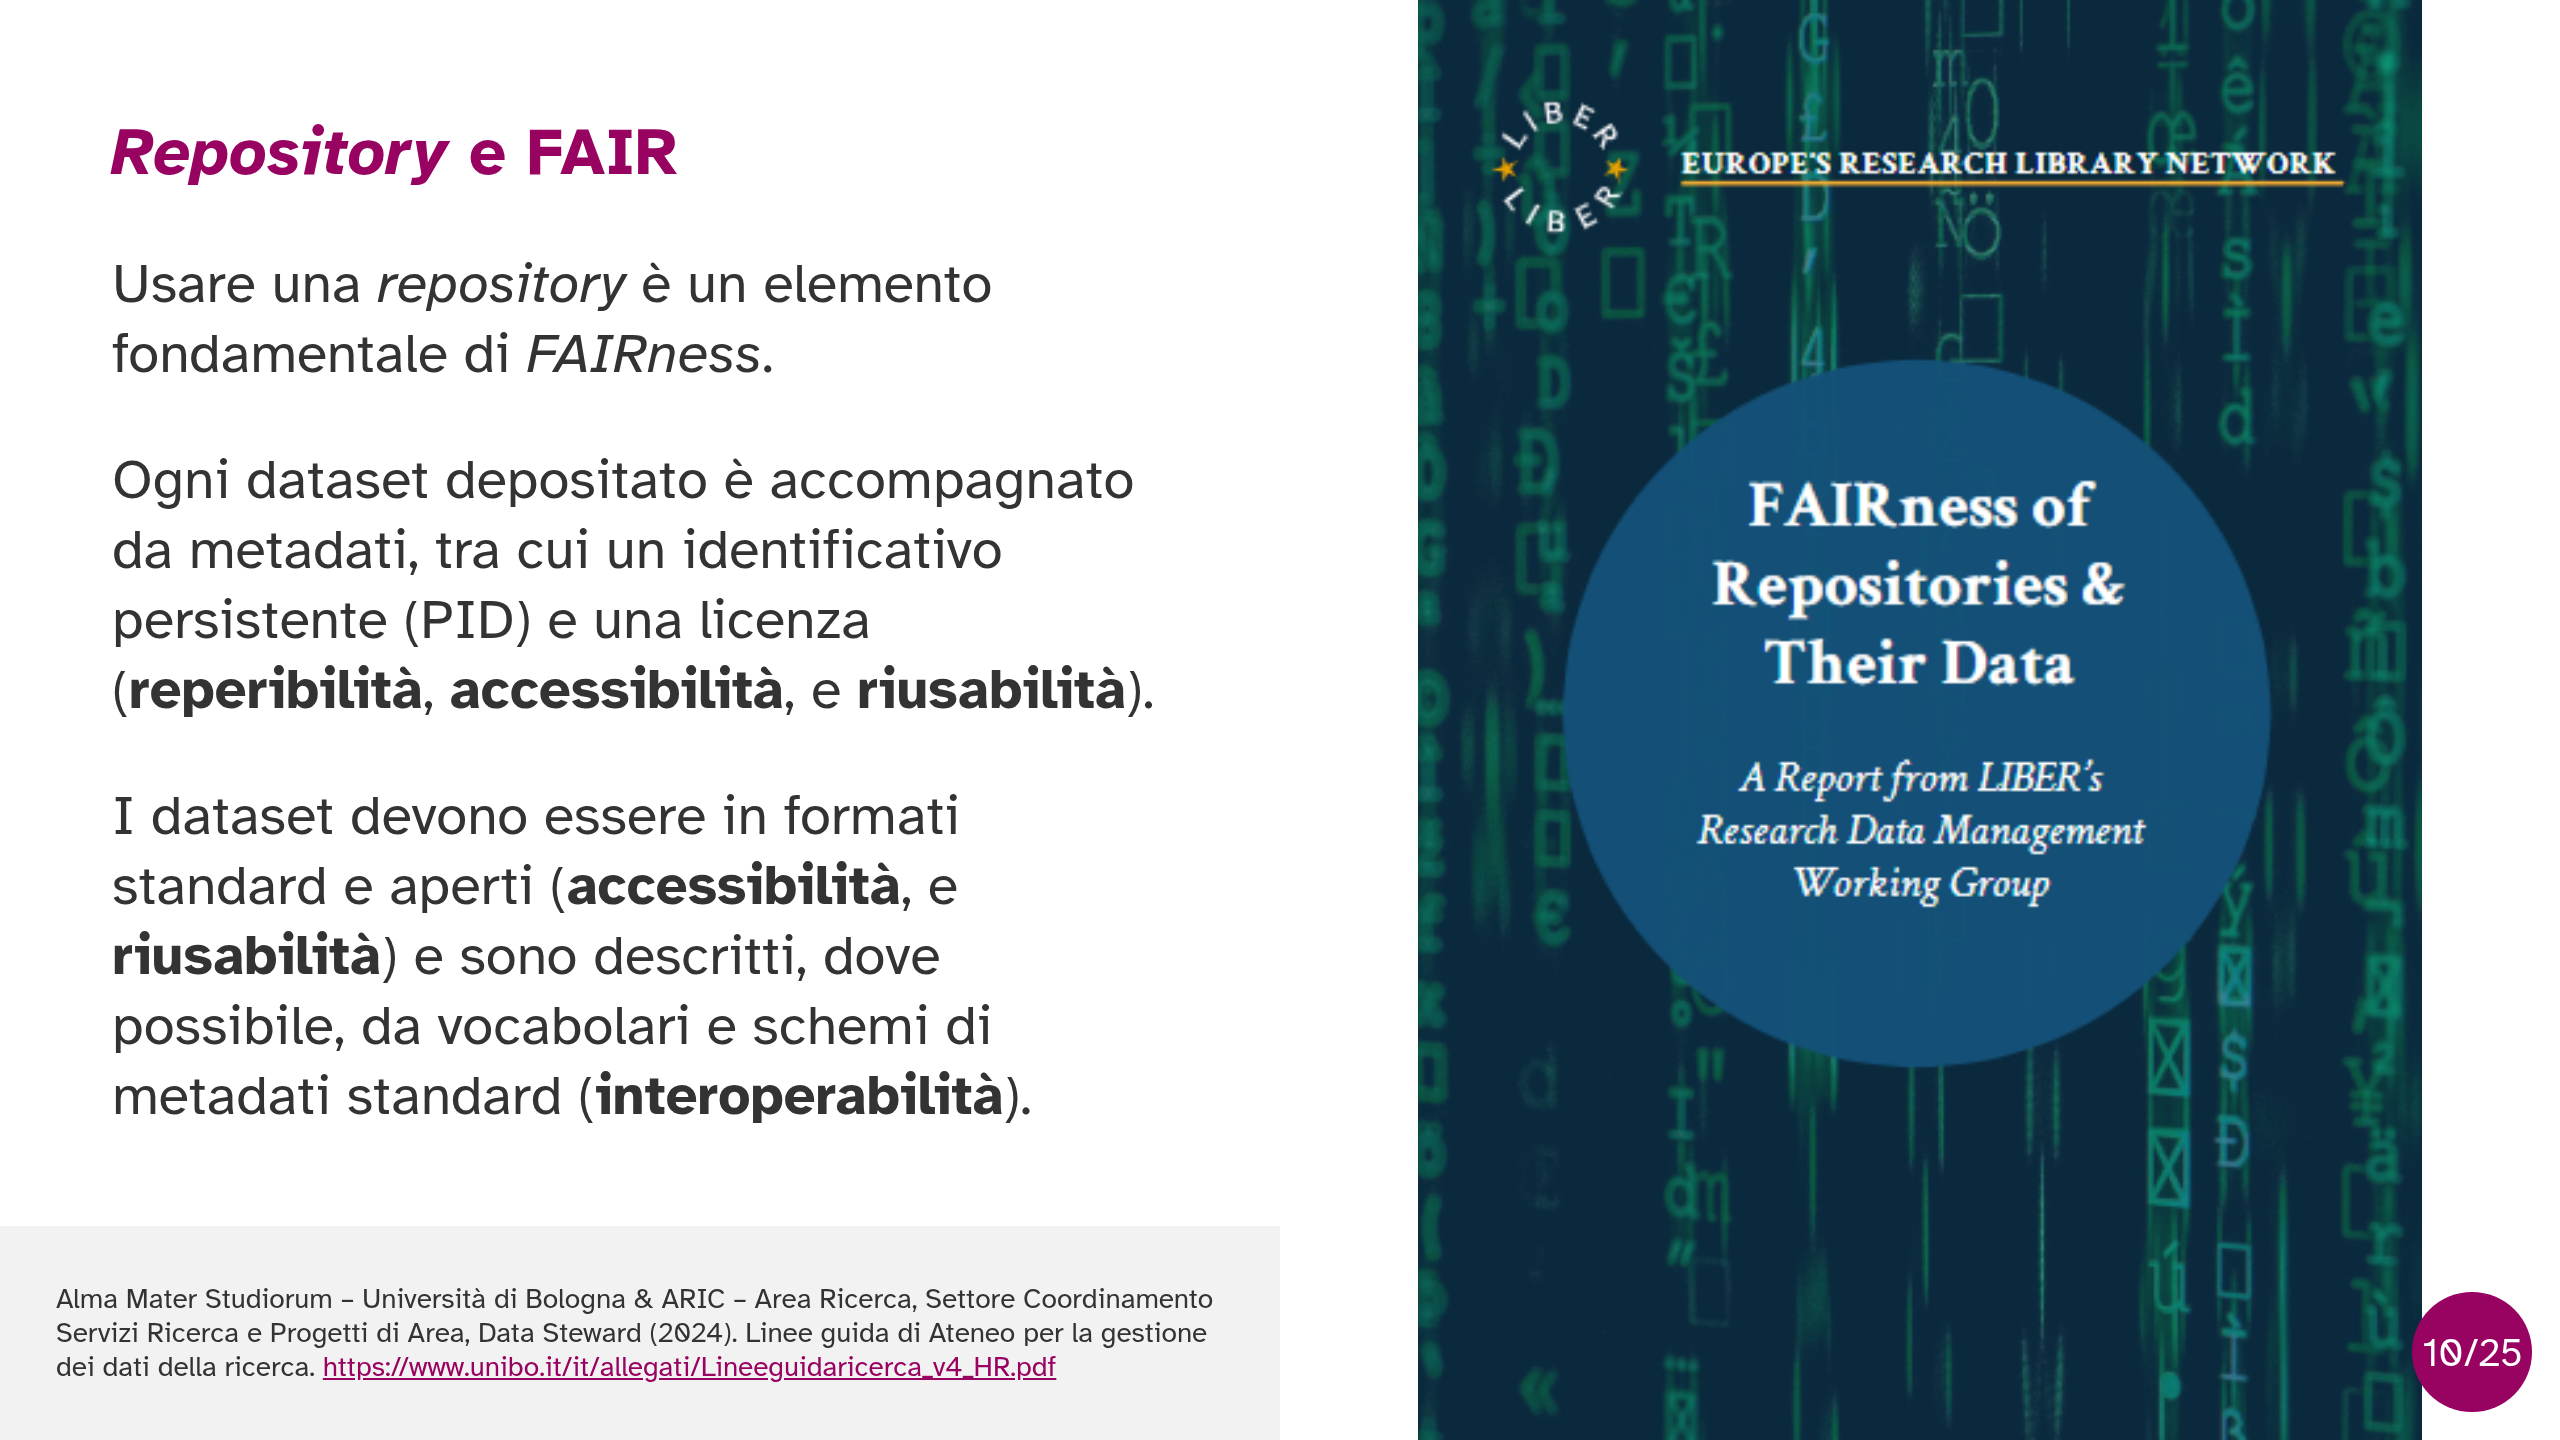 Repository e FAIR
Usare una repository è un elemento
fondamentale di FAIRness.
Ogni dataset depositato è accompagnato
da metadati, tra cui un identificativo
persistente (PID) e una licenza
(reperibilità, accessibilità, e riusabilità).
I dataset devono essere in formati
standard e aperti (accessibilità, e
riusabilità) e sono descritti, dove
possibile, da vocabolari e schemi di
metadati standard (interoperabilità).
Alma Mater Studiorum – Università di Bologna & ARIC – Area Ricerca, Settore Coordinamento
Servizi Ricerca e Progetti di Area, Data Steward (2024). Linee guida di Ateneo per la gestione
dei dati della ricerca. https://www.unibo.it/it/allegati/Lineeguidaricerca_v4_HR.pdf
LIBER
LIBER
EUROPE'S RESEARCH LIBRARY NETWORK
FAIRness of
Repositories &
Their Data
A Report from LIBER's
Research Data Management
Working Group
10/25